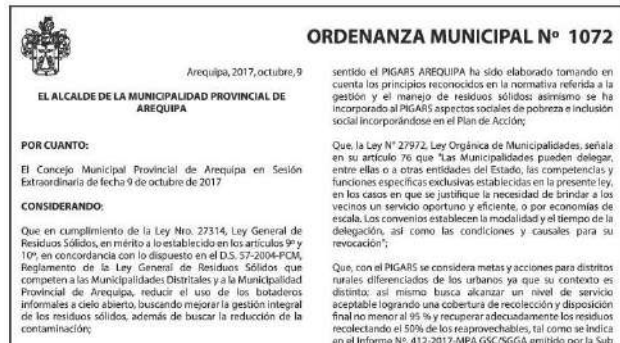 ORDENANZA MUNICIPAL Nº 1072
Arequipa, 2017, octubre, 9
EL ALCALDE DE LA MUNICIPALIDAD PROVINCIAL DE
AREQUIPA
POR CUANTO:
El Concejo Municipal Provincial de Arequipa en Sesión
Extraordinaria de fecha 9 de octubre de 2017
CONSIDERANDO:
Que en cumplimiento de la Ley Nro. 27314, Ley General de
Residuos Sólidos, en mérito a lo establecido en los artículos 9º y
10º, en concordancia con lo dispuesto en el D.S. 57-2004-PCM,
Reglamento de la Ley General de Residuos Sólidos que
competen a las Municipalidades Distritales y a la Municipalidad
Provincial de Arequipa, reducir el uso de los botaderos
informales a cielo abierto, buscando mejorar la gestión integral
de los residuos sólidos, además de buscar la reducción de la
contaminación;
sentido el PIGARS AREQUIPA ha sido elaborado tomando en
cuenta los principios reconocidos en la normativa referida a la
gestión y el manejo de residuos sólidos; asimismo se ha
incorporado al PIGARS aspectos sociales de pobreza e inclusión
social incorporándose en el Plan de Acción;
Que, la Ley N° 27972, Ley Orgánica de Municipalidades, señala
en su artículo 76 que "Las Municipalidades pueden delegar,
entre ellas o a otras entidades del Estado, las competencias y
funciones específicas exclusivas establecidas en la presente ley,
en los casos en que se justifique la necesidad de brindar a los
vecinos un servicio oportuno y eficiente, o por economías de
escala. Los convenios establecen la modalidad y el tiempo de la
delegación, así como las condiciones y causales para su
revocación";
Que, con el PIGARS se considera metas y acciones para distritos
rurales diferenciados de los urbanos ya que su contexto es
distinto; así mismo busca alcanzar un nivel de servicio
aceptable logrando una cobertura de recolección y disposición
final no menor al 95 % y recuperar adecuadamente los residuos
recolectando el 50% de los reaprovechables, tal como se indica
en el Informe Nº. 412-2017-MPA GSC/SGGA emitido por la Sub